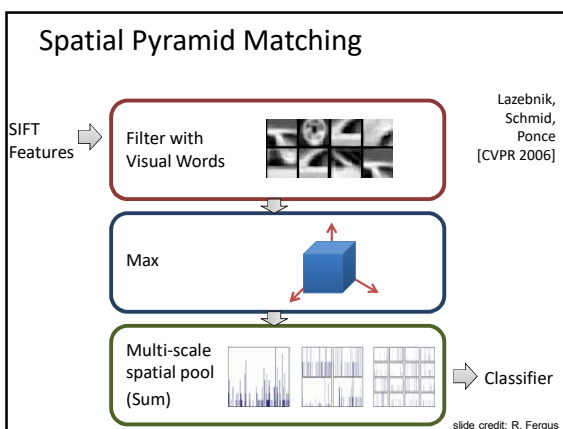 Spatial Pyramid Matching
SIFT
Features
Filter with
Visual Words
Lazebnik,
Schmid,
Ponce
[CVPR 2006]
Max
Multi-scale
spatial pool
(Sum)
Classifier
slide credit: R. Fergus